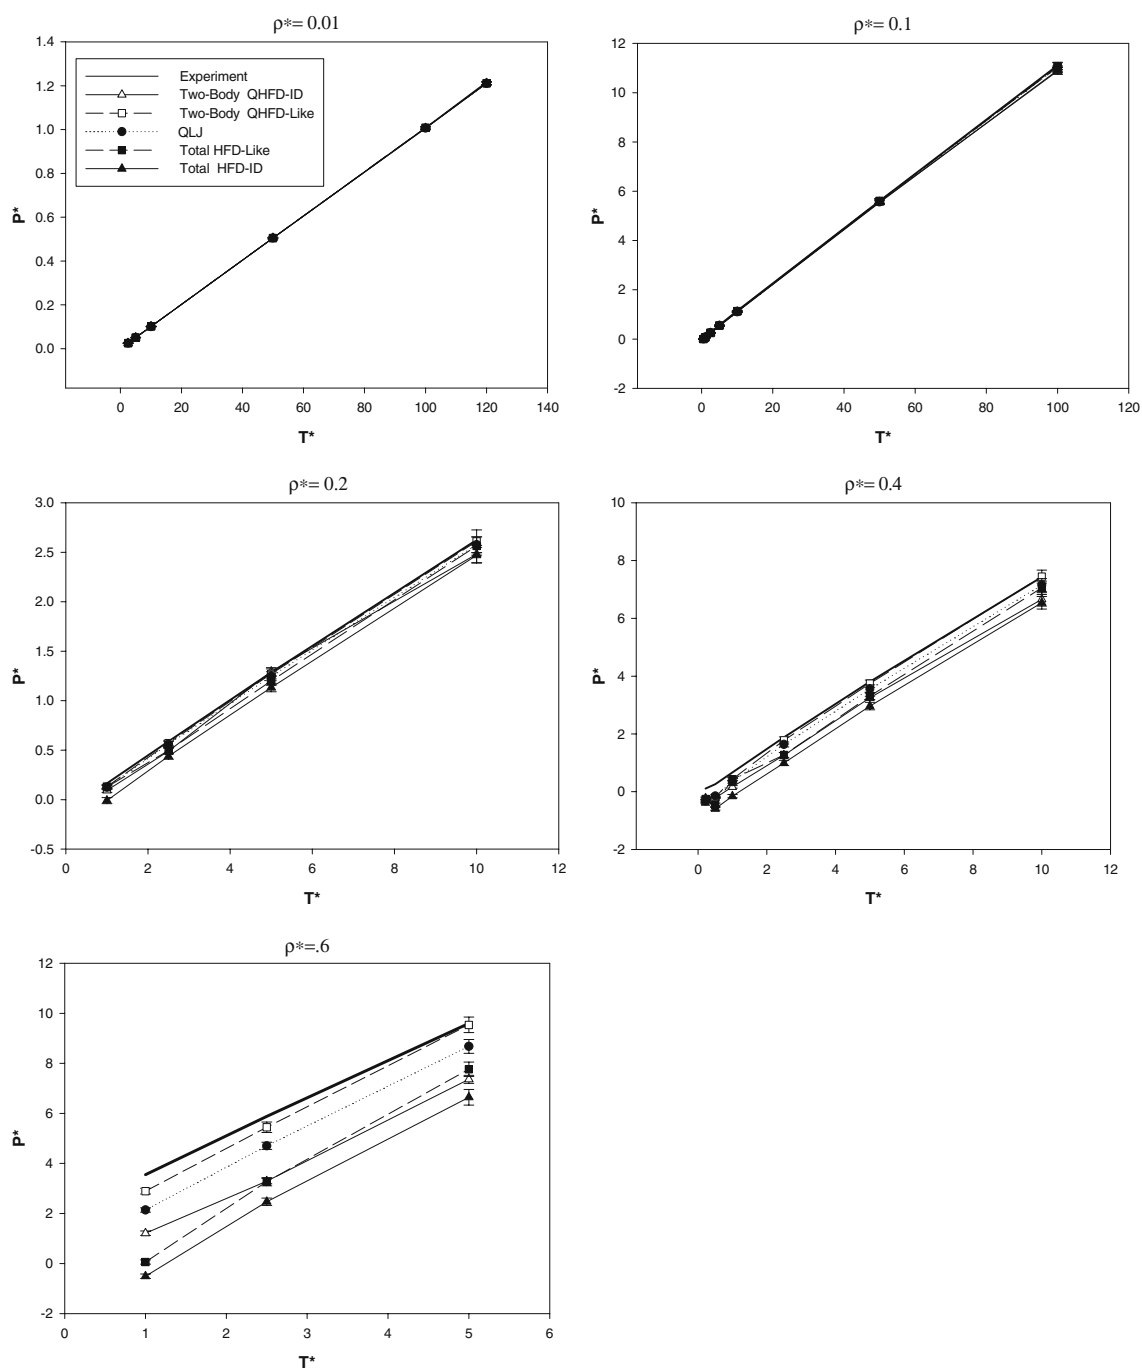 ρ*= 0.01
1.4
1.2
1.0
0.8
0.6
0.4
0.2
0.0
P*
Experiment
Two-Body QHFD-ID
Two-Body QHFD-Like
QLJ
Total HFD-Like
Total HFD-ID
0 20 40 60 80 100 120 140
T*
ρ*= 0.1
12
10
8
6
4
2
0
-2
P*
0 20 40 60 80 100 120
T*
ρ*= 0.2
3.0
2.5
2.0
1.5
1.0
0.5
0.0
-0.5
P*
0 2 4 6 8 10 12
T*
ρ*= 0.4
10
8
6
4
2
0
-2
P*
0 2 4 6 8 10 12
T*
ρ*=.6
12
10
8
6
4
2
0
-2
P*
0 1 2 3 4 5 6
T*